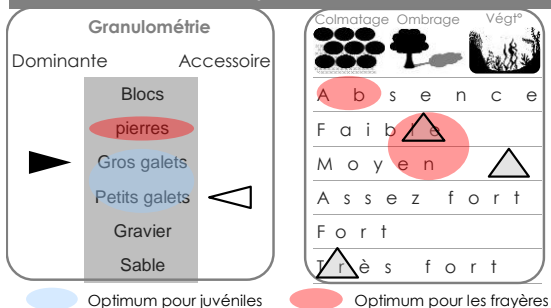 Granulométrie
Dominante Accessoire
Blocs
pierres
Gros galets
Petits galets
Gravier
Sable
Colmatage Ombrage Végt°
Absence
Faible
Moyen
Assez fort
Fort
Très fort
Optimum pour juvéniles Optimum pour les frayères